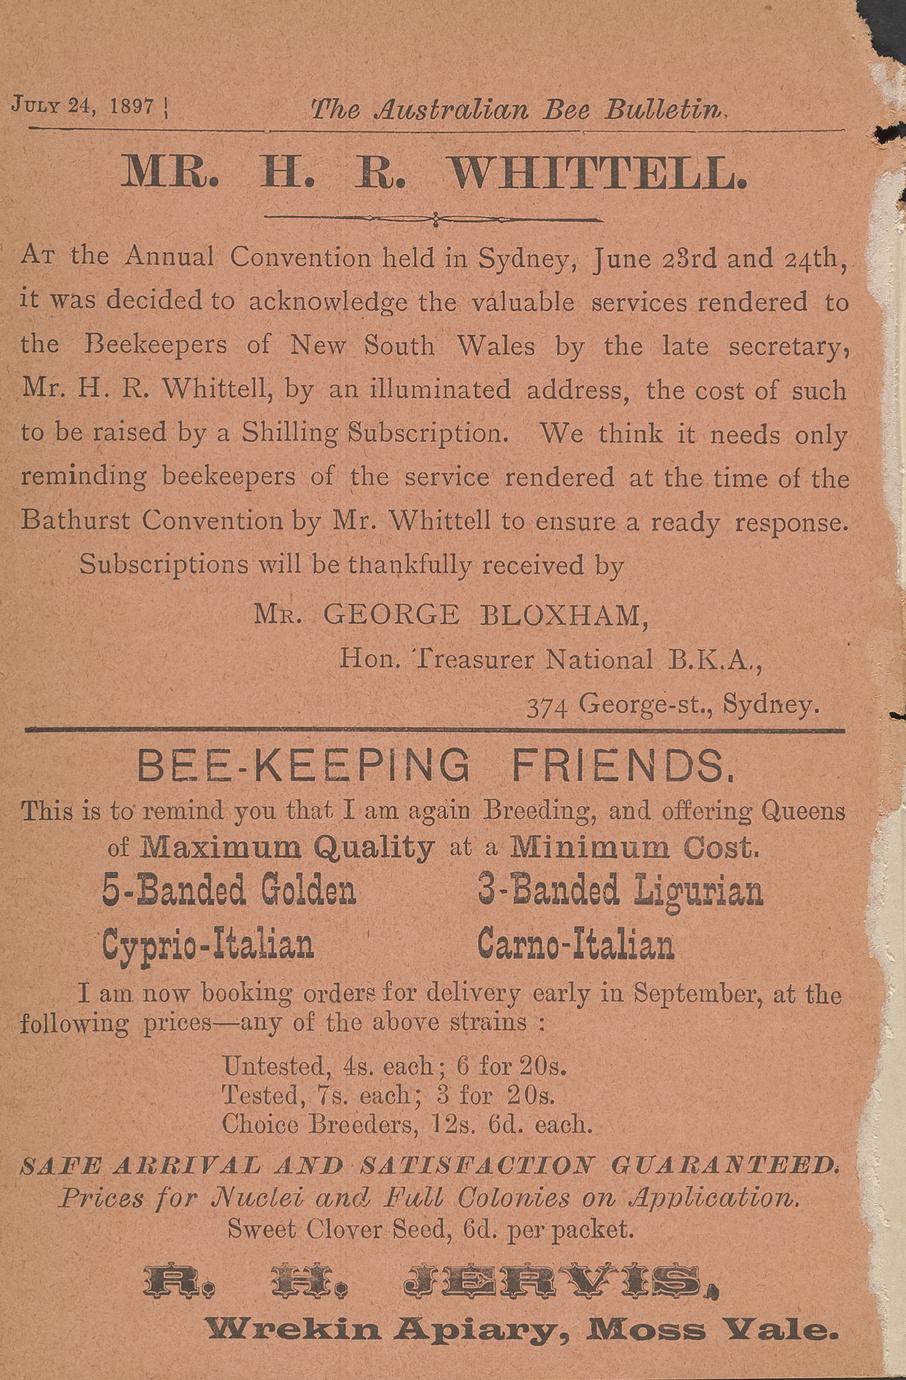 JULY 24, 1897 The Australian Bee Bulletin.
MR. H. R. WHITTELL.
AT the Annual Convention held in Sydney, June 23rd and 24th,
it was decided to acknowledge the valuable services rendered to
the Beekeepers of New South Wales by the late secretary,
Mr. H. R. Whittell, by an illuminated address, the cost of such
to be raised by a Shilling Subscription. We think it needs only
reminding beekeepers of the service rendered at the time of the
Bathurst Convention by Mr. Whittell to ensure a ready response.
Subscriptions will be thankfully received by
MR. GEORGE BLOXHAM,
Hon. Treasurer National B.K.A.,
374 George-st., Sydney.
BEE-KEEPING FRIENDS.
This is to remind you that I am again Breeding, and offering Queens
of Maximum Quality at a Minimum Cost.
5-Banded Golden 3-Banded Ligurian
Cyprio-Italian Carno-Italian
I am now booking orders for delivery early in September, at the
following prices—any of the above strains :
Untested, 4s. each; 6 for 20s.
Tested, 7s. each; 3 for 20s.
Choice Breeders, 12s. 6d. each.
SAFE ARRIVAL AND SATISFACTION GUARANTEED.
Prices for Nuclei and Full Colonies on Application.
Sweet Clover Seed, 6d. per packet.
R. H. JERVIS,
Wrekin Apiary, Moss Vale.